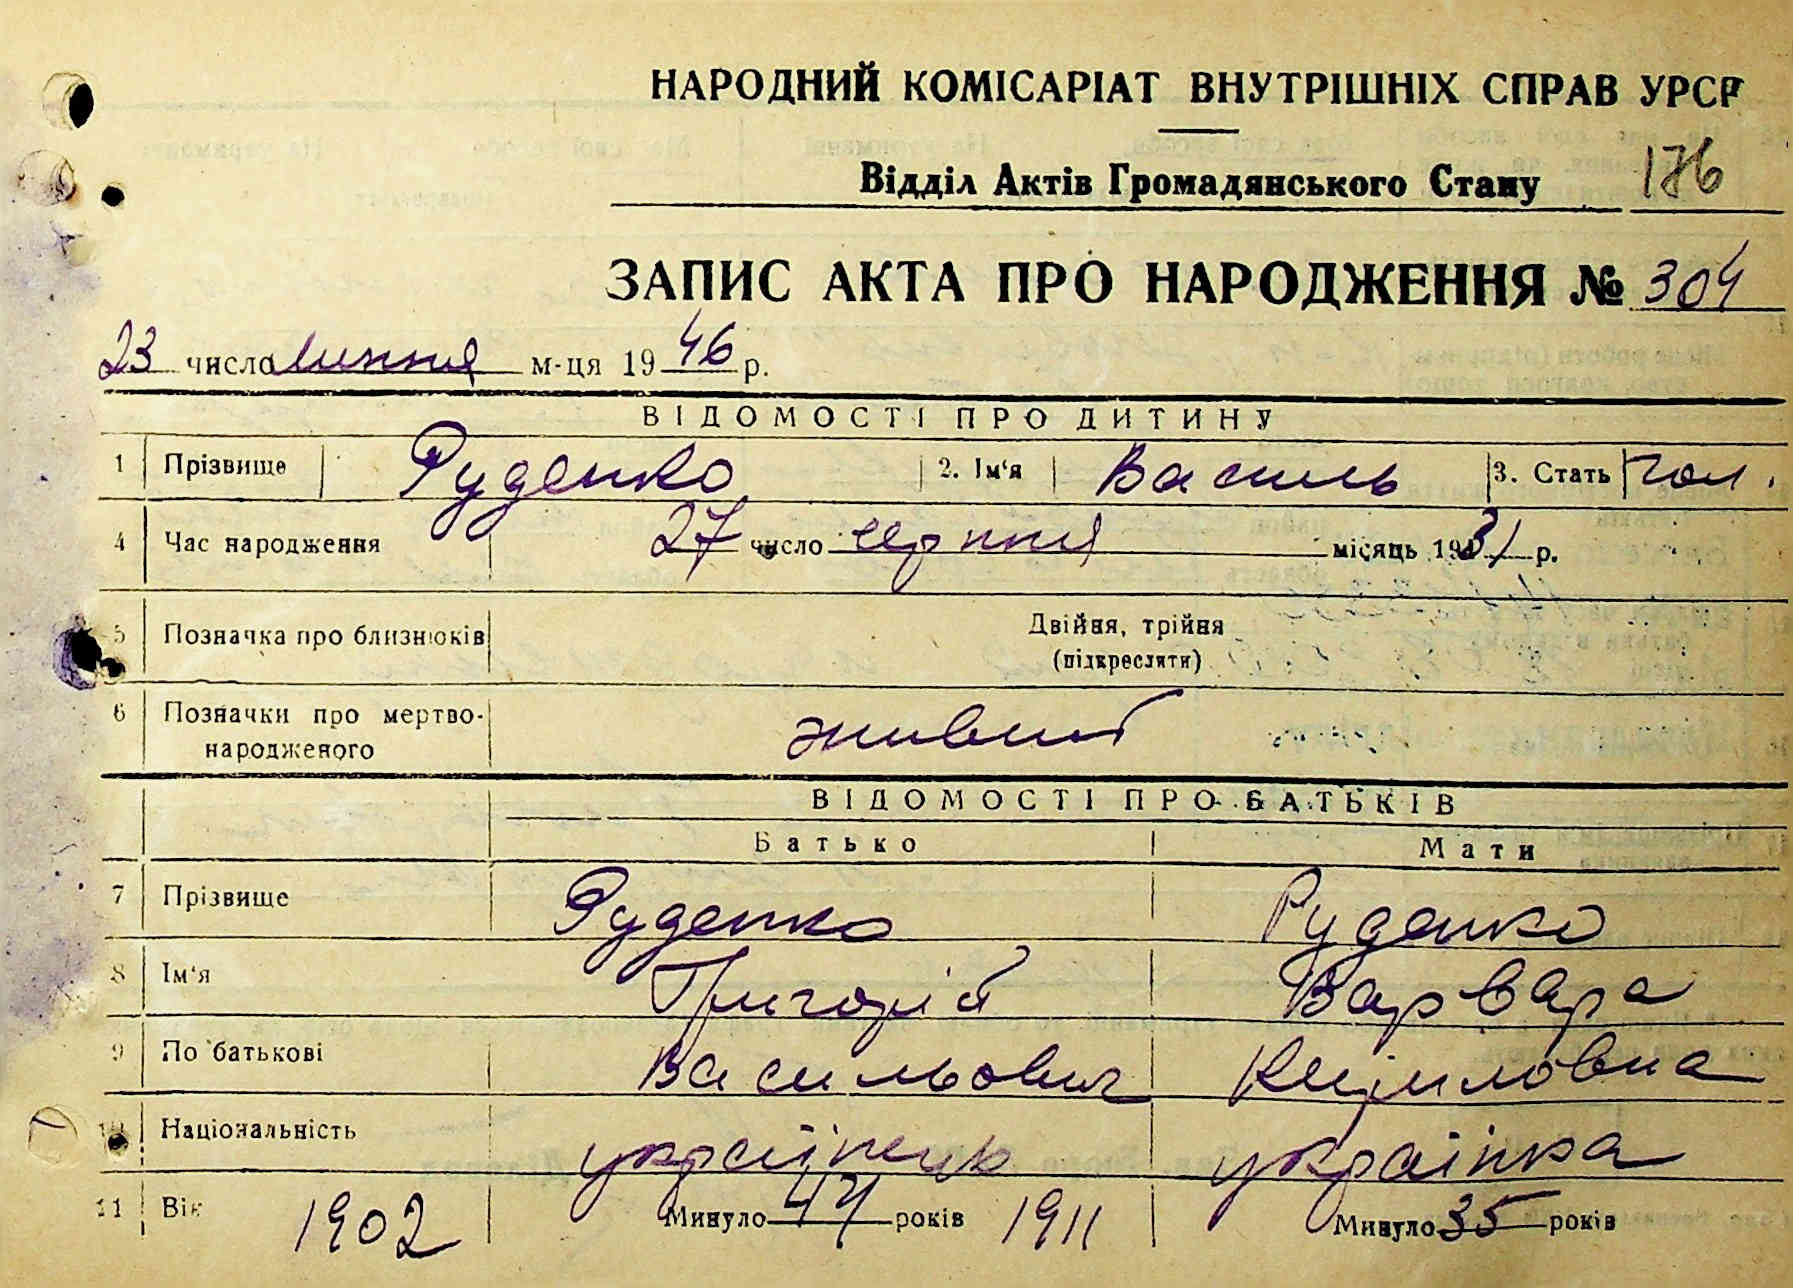 НАРОДНИЙ КОМІСАРІАТ ВНУТРІШНІХ СПРАВ УРСР
Відділ Актів Громадянського Стану 176
ЗАПИС АКТА ПРО НАРОДЖЕННЯ № 304
23 число липня м-ця 1946 р.
ВІДОМОСТІ ПРО ДИТИНУ
1 Прізвище Руденко 2. Ім'я Василь 3. Стать чол.
4 Час народження 27 число серпня місяць 1931 р.
5 Позначка про близнюків Двійня, трійня
(підкреслити)
6 Позначки про мертво-
народженого живий
ВІДОМОСТІ ПРО БАТЬКІВ
Батько Мати
7 Прізвище Руденко Руденко
8 Ім'я Григорій Варвара
9 По батькові Васильович Кириловна
10 Національність українець українка
11 Вік 1902 Минуло 44 років 1911 Минуло 35 років